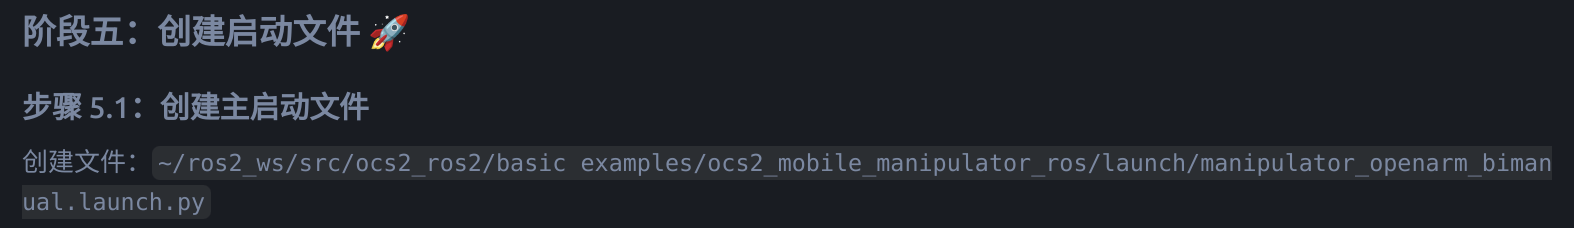 阶段五：创建启动文件 🚀
步骤 5.1：创建主启动文件
创建文件：~/ros2_ws/src/ocs2_ros2/basic examples/ocs2_mobile_manipulator_ros/launch/manipulator_openarm_biman
ual.launch.py